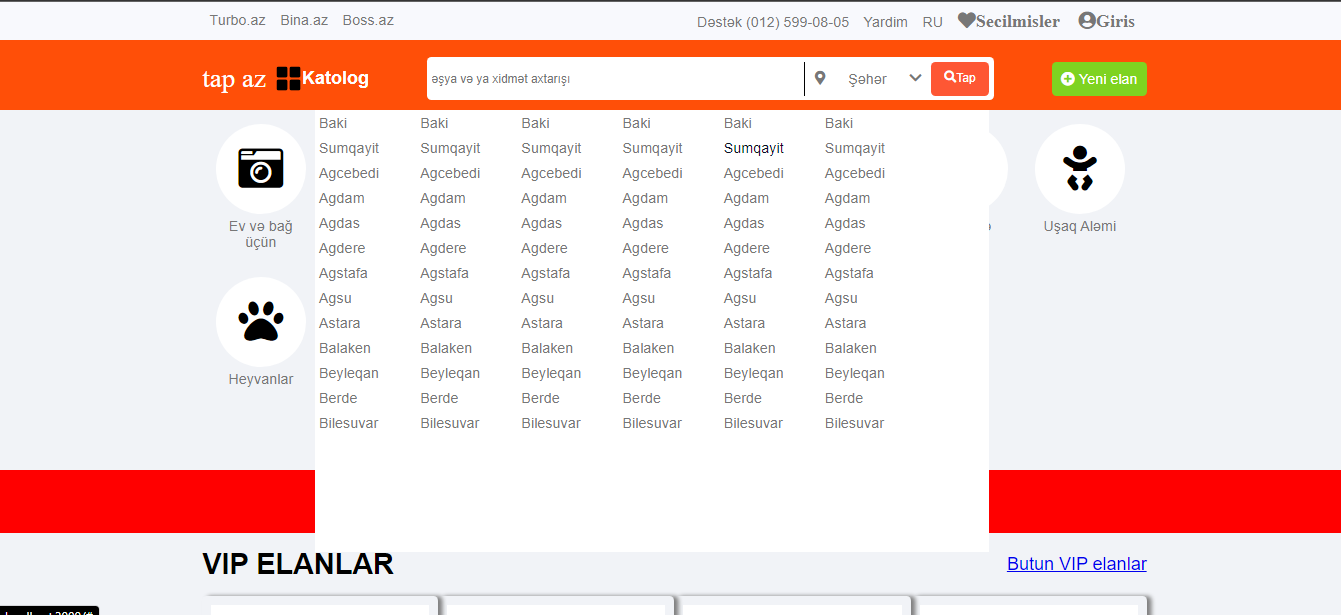 Turbo.az Bina.az Boss.az Dəstək (012) 599-08-05 Yardim RU Secilmisler Giris
tap az Katolog əşya və ya xidmət axtarışı Şəhər Tap Yeni elan
Baki Baki Baki Baki Baki Baki
Sumqayit Sumqayit Sumqayit Sumqayit Sumqayit Sumqayit
Agcebedi Agcebedi Agcebedi Agcebedi Agcebedi Agcebedi
Agdam Agdam Agdam Agdam Agdam Agdam
Ev və bağ Agdas Agdas Agdas Agdas Agdas Agdas Uşaq Aləmi
üçün Agdere Agdere Agdere Agdere Agdere Agdere
Agstafa Agstafa Agstafa Agstafa Agstafa Agstafa
Agsu Agsu Agsu Agsu Agsu Agsu
Astara Astara Astara Astara Astara Astara
Balaken Balaken Balaken Balaken Balaken Balaken
Heyvanlar Beyleqan Beyleqan Beyleqan Beyleqan Beyleqan Beyleqan
Berde Berde Berde Berde Berde Berde
Bilesuvar Bilesuvar Bilesuvar Bilesuvar Bilesuvar Bilesuvar
VIP ELANLAR Butun VIP elanlar